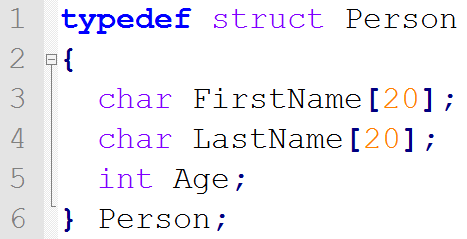 1 typedef struct Person
2 {
3 char FirstName[20];
4 char LastName[20];
5 int Age;
6 } Person;